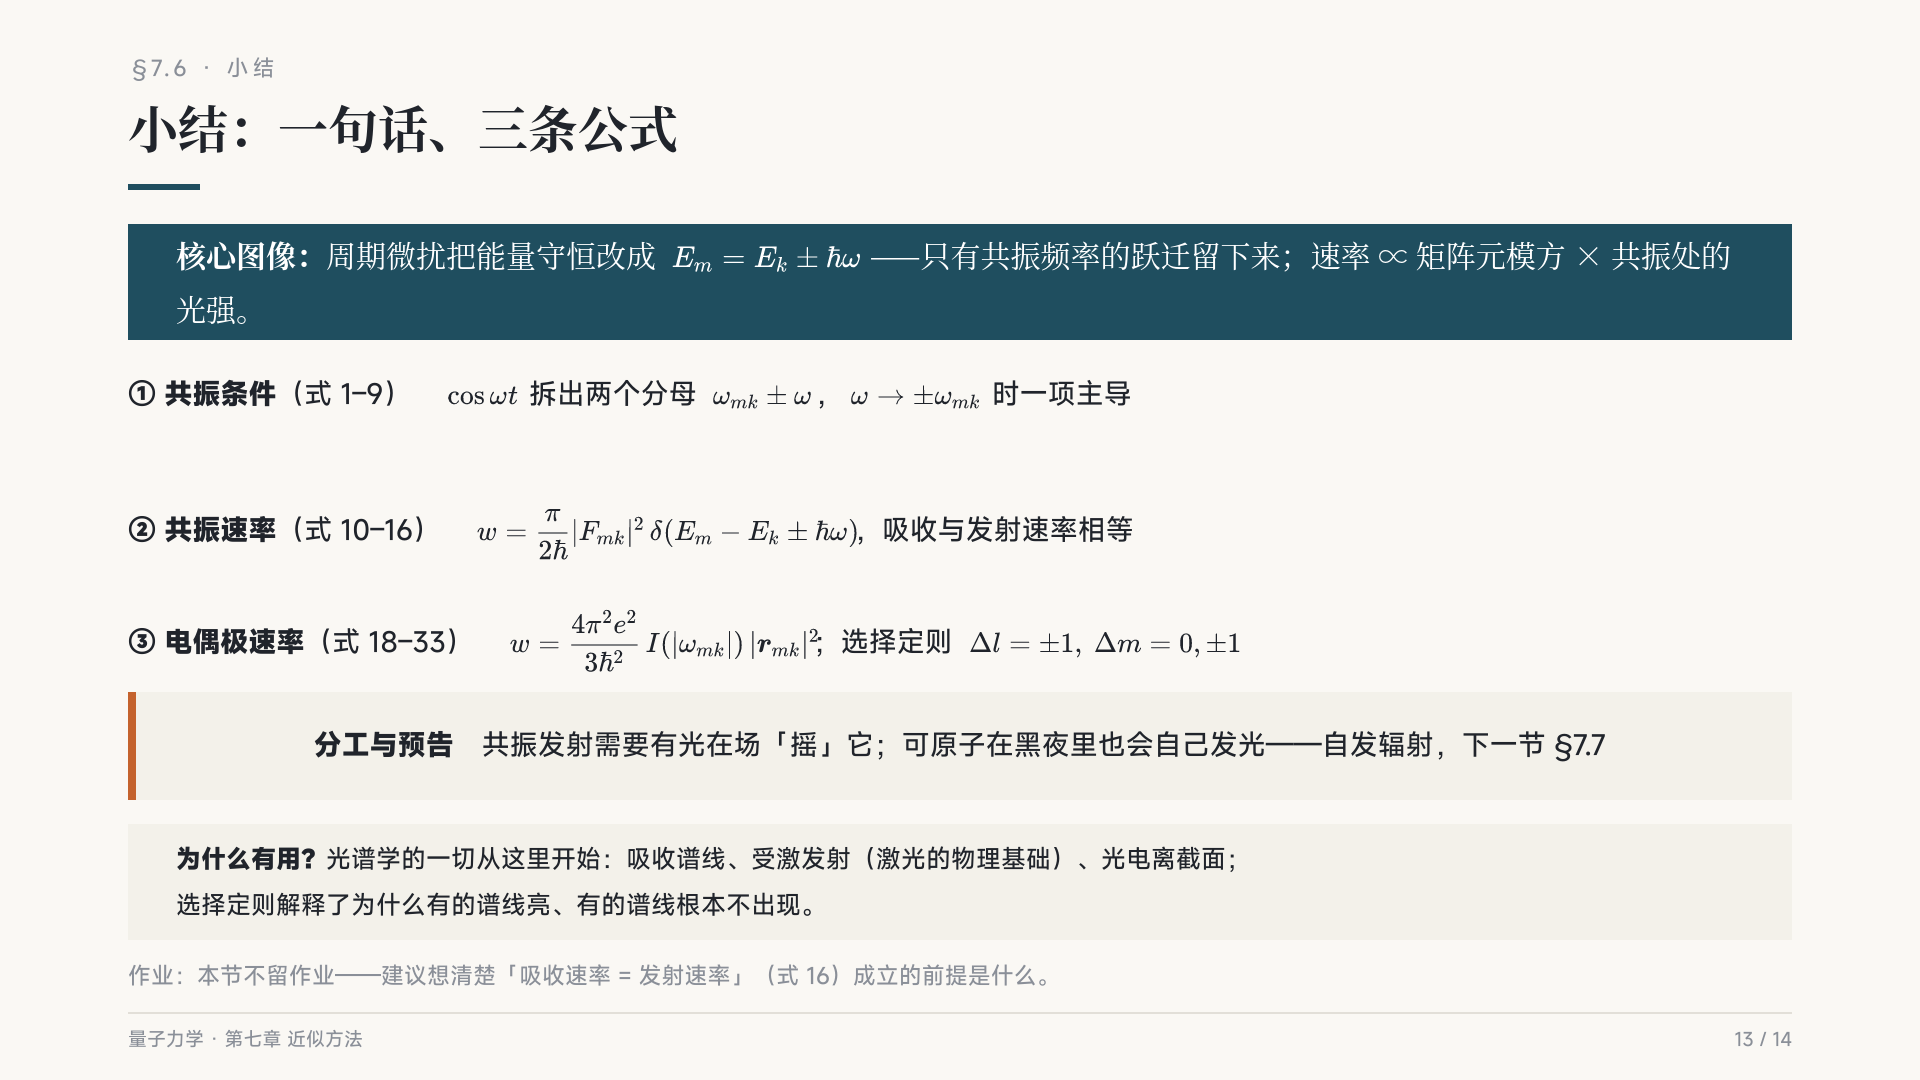 §7.6 · 小结
小结：一句话、三条公式
核心图像：周期微扰把能量守恒改成 $E_m = E_k \pm \hbar\omega$ ——只有共振频率的跃迁留下来；速率 ∝ 矩阵元模方 × 共振处的
光强。
① 共振条件（式 1–9） $\cos\omega t$ 拆出两个分母 $\omega_{mk} \pm \omega$， $\omega \to \pm\omega_{mk}$ 时一项主导
② 共振速率（式 10–16） $w = \dfrac{\pi}{2\hbar}|F_{mk}|^2\,\delta(E_m - E_k \pm \hbar\omega)$, 吸收与发射速率相等
③ 电偶极速率（式 18–33） $w = \dfrac{4\pi^2 e^2}{3\hbar^2}\,I(|\omega_{mk}|)\,|\boldsymbol{r}_{mk}|^2$; 选择定则 $\Delta l = \pm 1,\ \Delta m = 0, \pm 1$
分工与预告 共振发射需要有光在场「摇」它；可原子在黑夜里也会自己发光——自发辐射，下一节 §7.7
为什么有用? 光谱学的一切从这里开始：吸收谱线、受激发射（激光的物理基础）、光电离截面；
选择定则解释了为什么有的谱线亮、有的谱线根本不出现。
作业：本节不留作业——建议想清楚「吸收速率 = 发射速率」（式 16）成立的前提是什么。
量子力学 · 第七章 近似方法
13 / 14